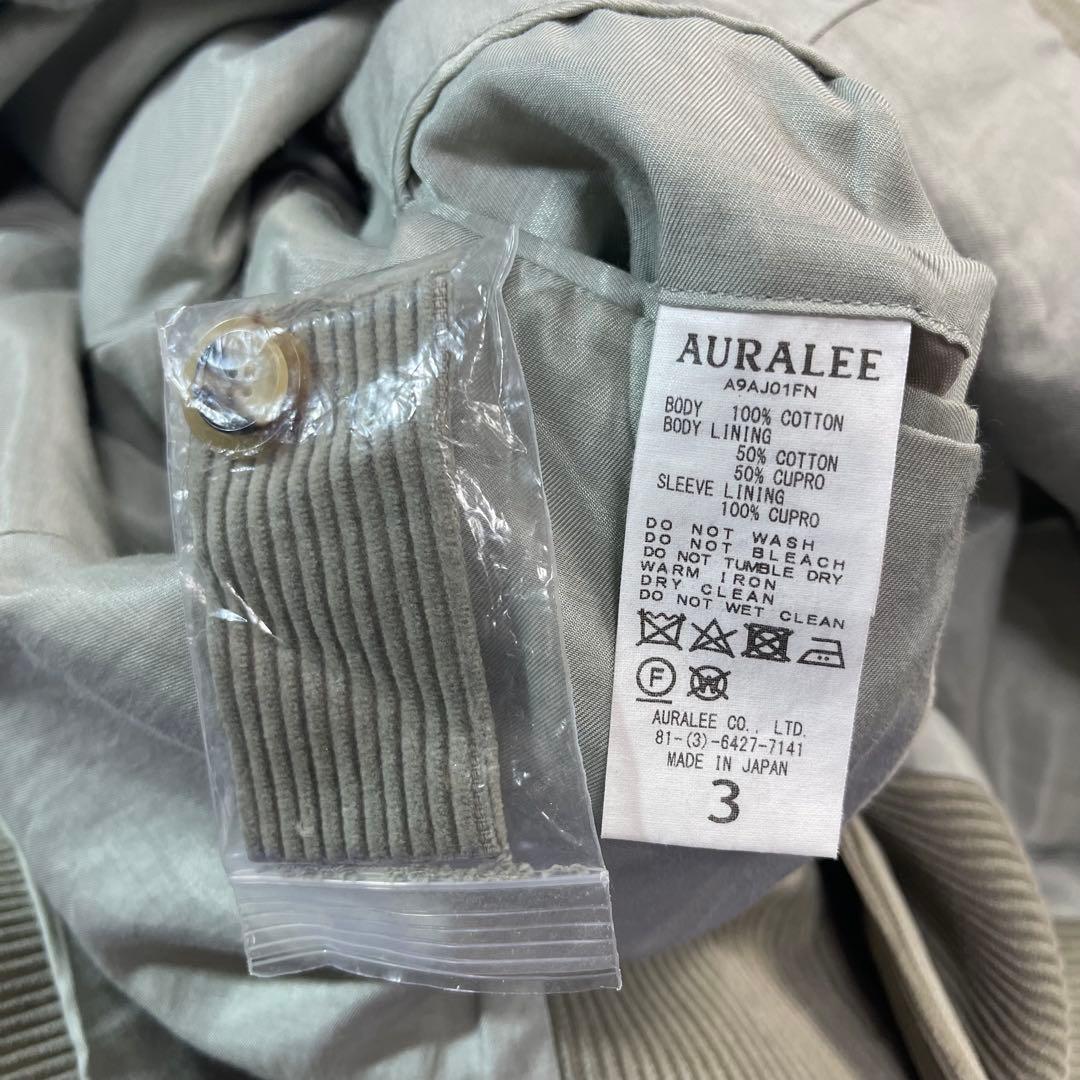 AURALEE
A9AJ01FN
BODY 100% COTTON
BODY LINING
50% COTTON
50% CUPRO
SLEEVE LINING
100% CUPRO
DO NOT WASH
DO NOT BLEACH
DO NOT TUMBLE DRY
WARM IRON
DRY CLEAN
DO NOT WET CLEAN
F W
AURALEE CO., LTD.
81-(3)-6427-7141
MADE IN JAPAN
3